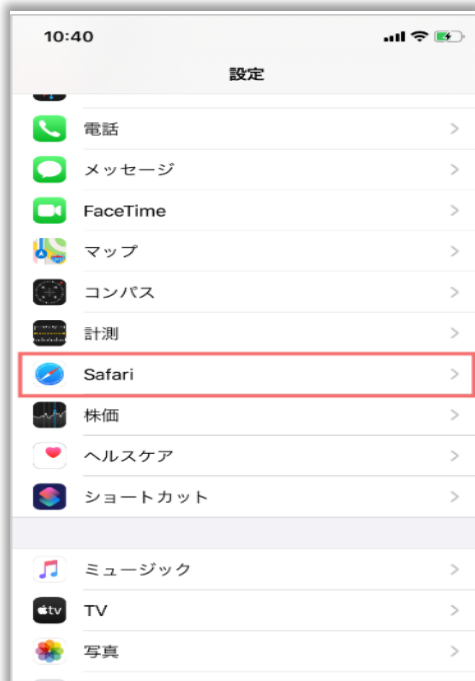 10:40
設定
電話
メッセージ
FaceTime
マップ
コンパス
計測
Safari
株価
ヘルスケア
ショートカット
ミュージック
tv TV
写真